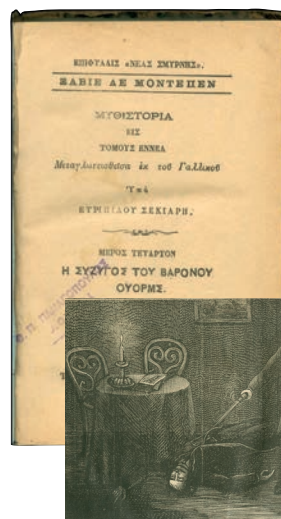 ΕΠΙΦΥΛΛΙΣ «ΝΕΑΣ ΣΜΥΡΝΗΣ».
ΞΑΒΙΕ ΔΕ ΜΟΝΤΕΠΕΝ
ΜΥΘΙΣΤΟΡΙΑ
ΕΙΣ
ΤΟΜΟΥΣ ΕΝΝΕΑ
Μεταγλωττισθεῖσα ἐκ τοῦ Γαλλικοῦ
Ὑπὸ
ΕΥΡΙΠΙΔΟΥ ΣΕΚΙΑΡΗ,
ΜΕΡΟΣ ΤΕΤΑΡΤΟΝ
Η ΣΥΖΥΓΟΣ ΤΟΥ ΒΑΡΩΝΟΥ
ΟΥΟΡΜΣ.